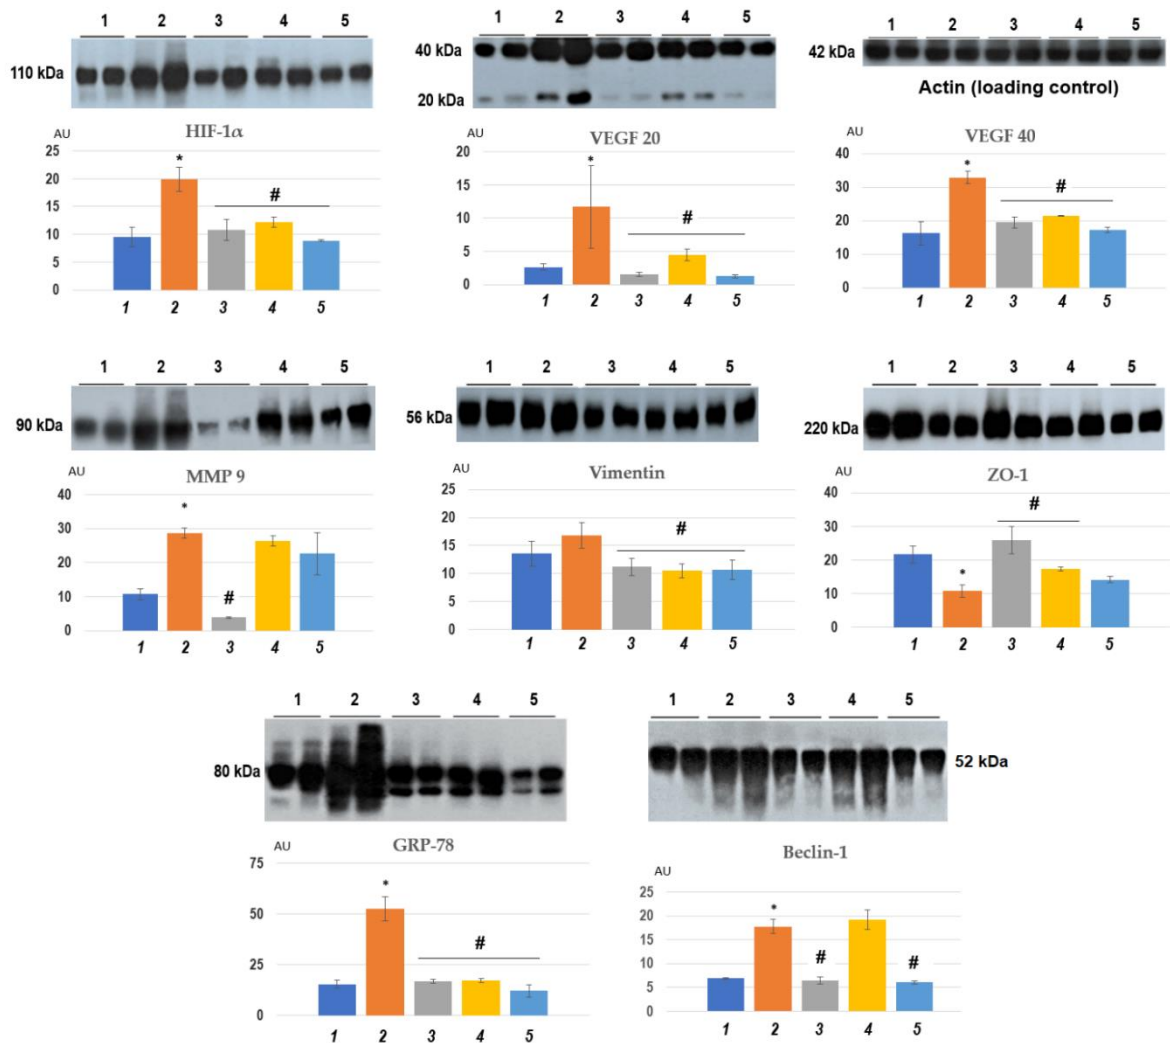 1 2 3 4 5
110 kDa
HIF-1α
AU
25
20
15
10
5
0
*
#
1 2 3 4 5
1 2 3 4 5
40 kDa
20 kDa
VEGF 20
AU
20
15
10
5
0
*
#
1 2 3 4 5
1 2 3 4 5
42 kDa
Actin (loading control)
VEGF 40
AU
40
30
20
10
0
*
#
1 2 3 4 5
1 2 3 4 5
90 kDa
MMP 9
AU
40
30
20
10
0
*
#
1 2 3 4 5
1 2 3 4 5
56 kDa
Vimentin
AU
25
20
15
10
5
0
#
1 2 3 4 5
1 2 3 4 5
220 kDa
ZO-1
AU
40
30
20
10
0
*
#
1 2 3 4 5
1 2 3 4 5
80 kDa
GRP-78
AU
75
50
25
0
*
#
1 2 3 4 5
1 2 3 4 5
52 kDa
Beclin-1
AU
25
20
15
10
5
0
*
# #
1 2 3 4 5